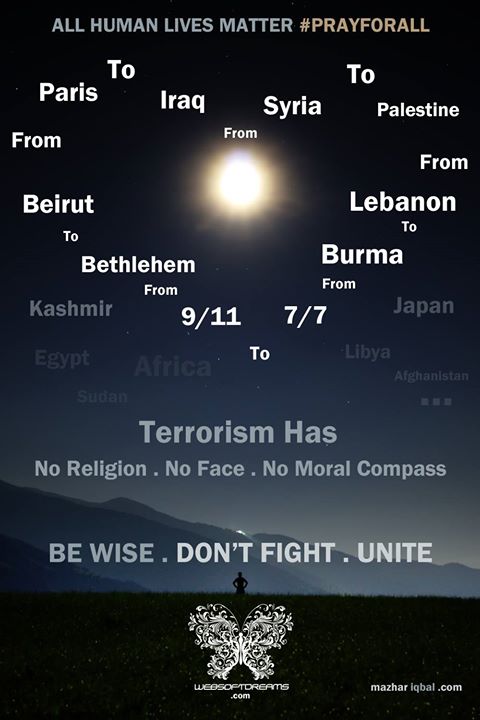 ALL HUMAN LIVES MATTER #PRAYFORALL
To To
Paris Iraq Syria Palestine
From From From
Beirut Lebanon
To To
Bethlehem Burma
From From
Kashmir 9/11 7/7 Japan
To
Egypt Africa Libya
Sudan Afghanistan
...
Terrorism Has
No Religion . No Face . No Moral Compass
BE WISE . DON'T FIGHT . UNITE
WEBSOFTDREAMS
.com
mazhar iqbal .com